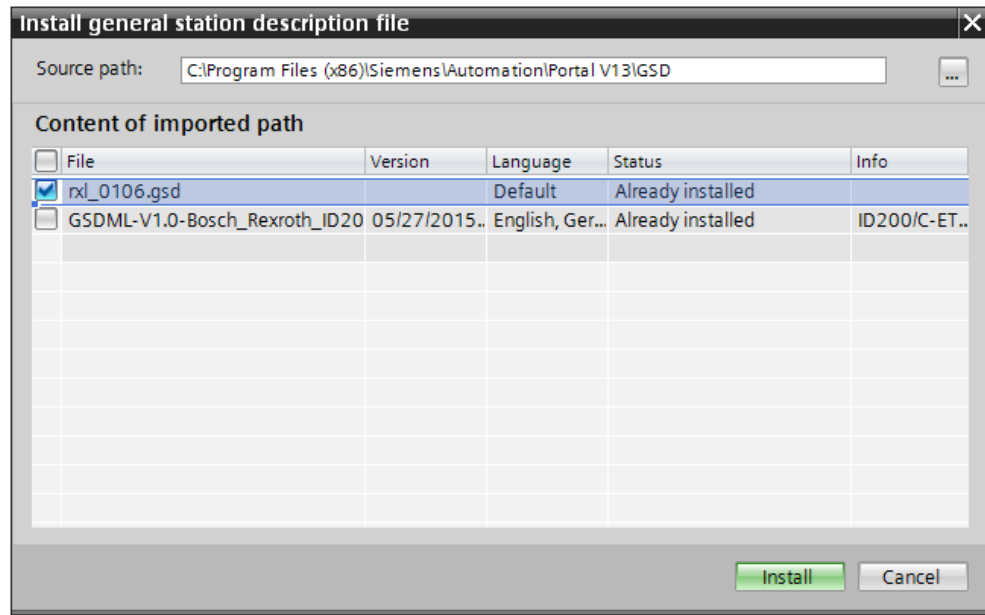 Install general station description file
Source path: C:\Program Files (x86)\Siemens\Automation\Portal V13\GSD ...
Content of imported path
File Version Language Status Info
rxl_0106.gsd Default Already installed
GSDML-V1.0-Bosch_Rexroth_ID20 05/27/2015.. English, Ger... Already installed ID200/C-ET..
Install Cancel